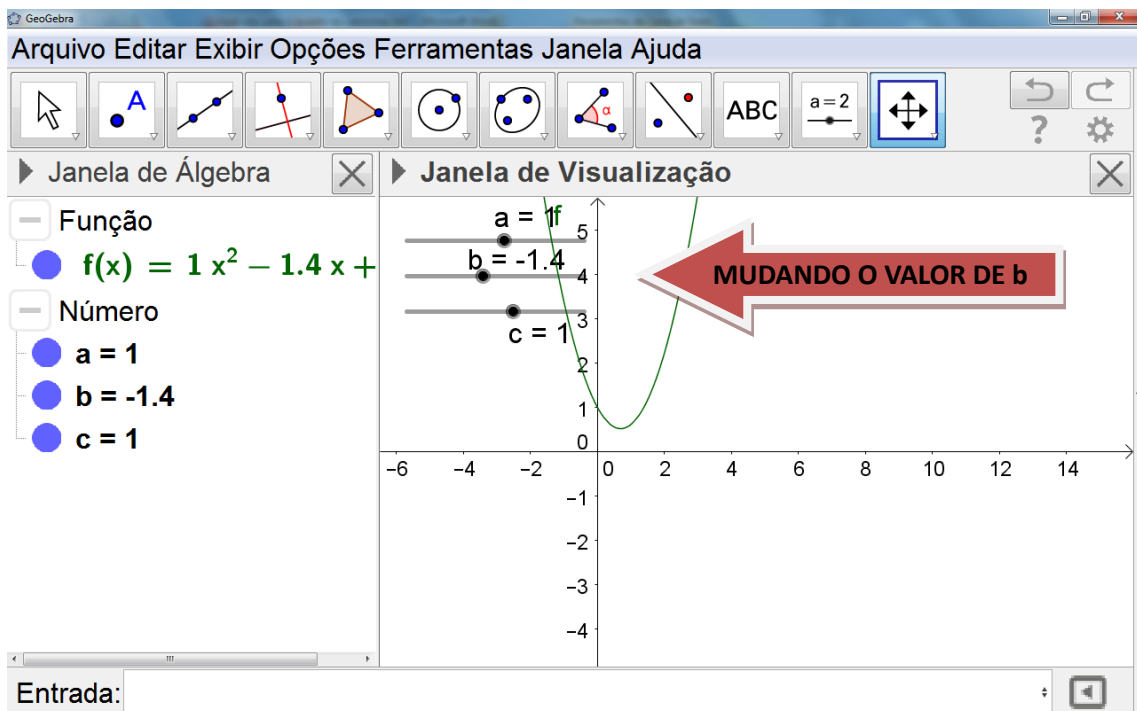 GeoGebra
Arquivo Editar Exibir Opções Ferramentas Janela Ajuda
A
α
ABC
a=2
?
Janela de Álgebra
Janela de Visualização
Função
f(x) = 1 x² − 1.4 x +
Número
a = 1
b = -1.4
c = 1
a = 1
f
b = -1.4
c = 1
MUDANDO O VALOR DE b
5
4
3
2
1
0
−6 −4 −2 0 2 4 6 8 10 12 14
−1
−2
−3
−4
Entrada: